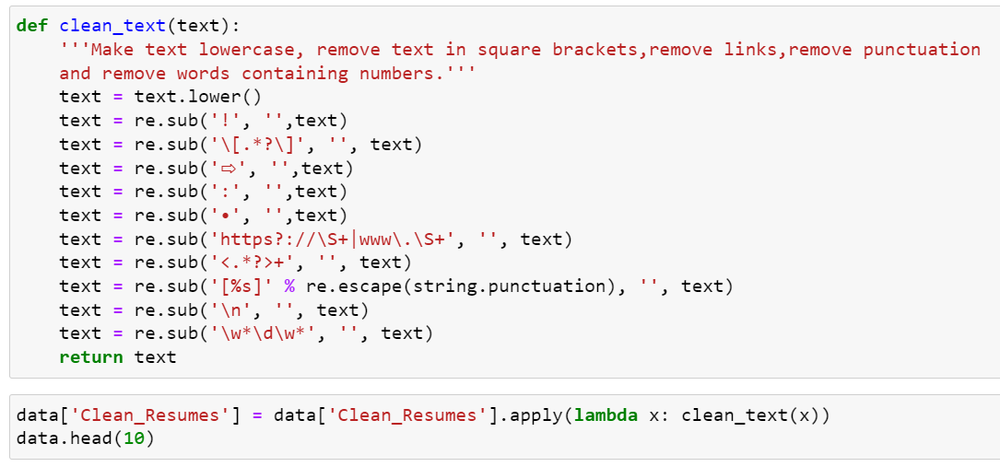 def clean_text(text):
    '''Make text lowercase, remove text in square brackets,remove links,remove punctuation
    and remove words containing numbers.'''
    text = text.lower()
    text = re.sub('!', '',text)
    text = re.sub('\[.*?\]', '', text)
    text = re.sub('⇨', '',text)
    text = re.sub(':', '',text)
    text = re.sub('•', '',text)
    text = re.sub('https?://\S+|www\.\S+', '', text)
    text = re.sub('<.*?>+', '', text)
    text = re.sub('[%s]' % re.escape(string.punctuation), '', text)
    text = re.sub('\n', '', text)
    text = re.sub('\w*\d\w*', '', text)
    return text
data['Clean_Resumes'] = data['Clean_Resumes'].apply(lambda x: clean_text(x))
data.head(10)